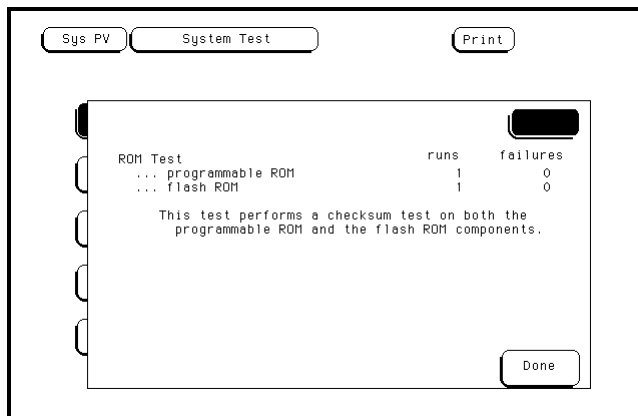 Sys PV System Test Print
ROM Test runs failures
... programmable ROM 1 0
... flash ROM 1 0
This test performs a checksum test on both the
programmable ROM and the flash ROM components.
Done